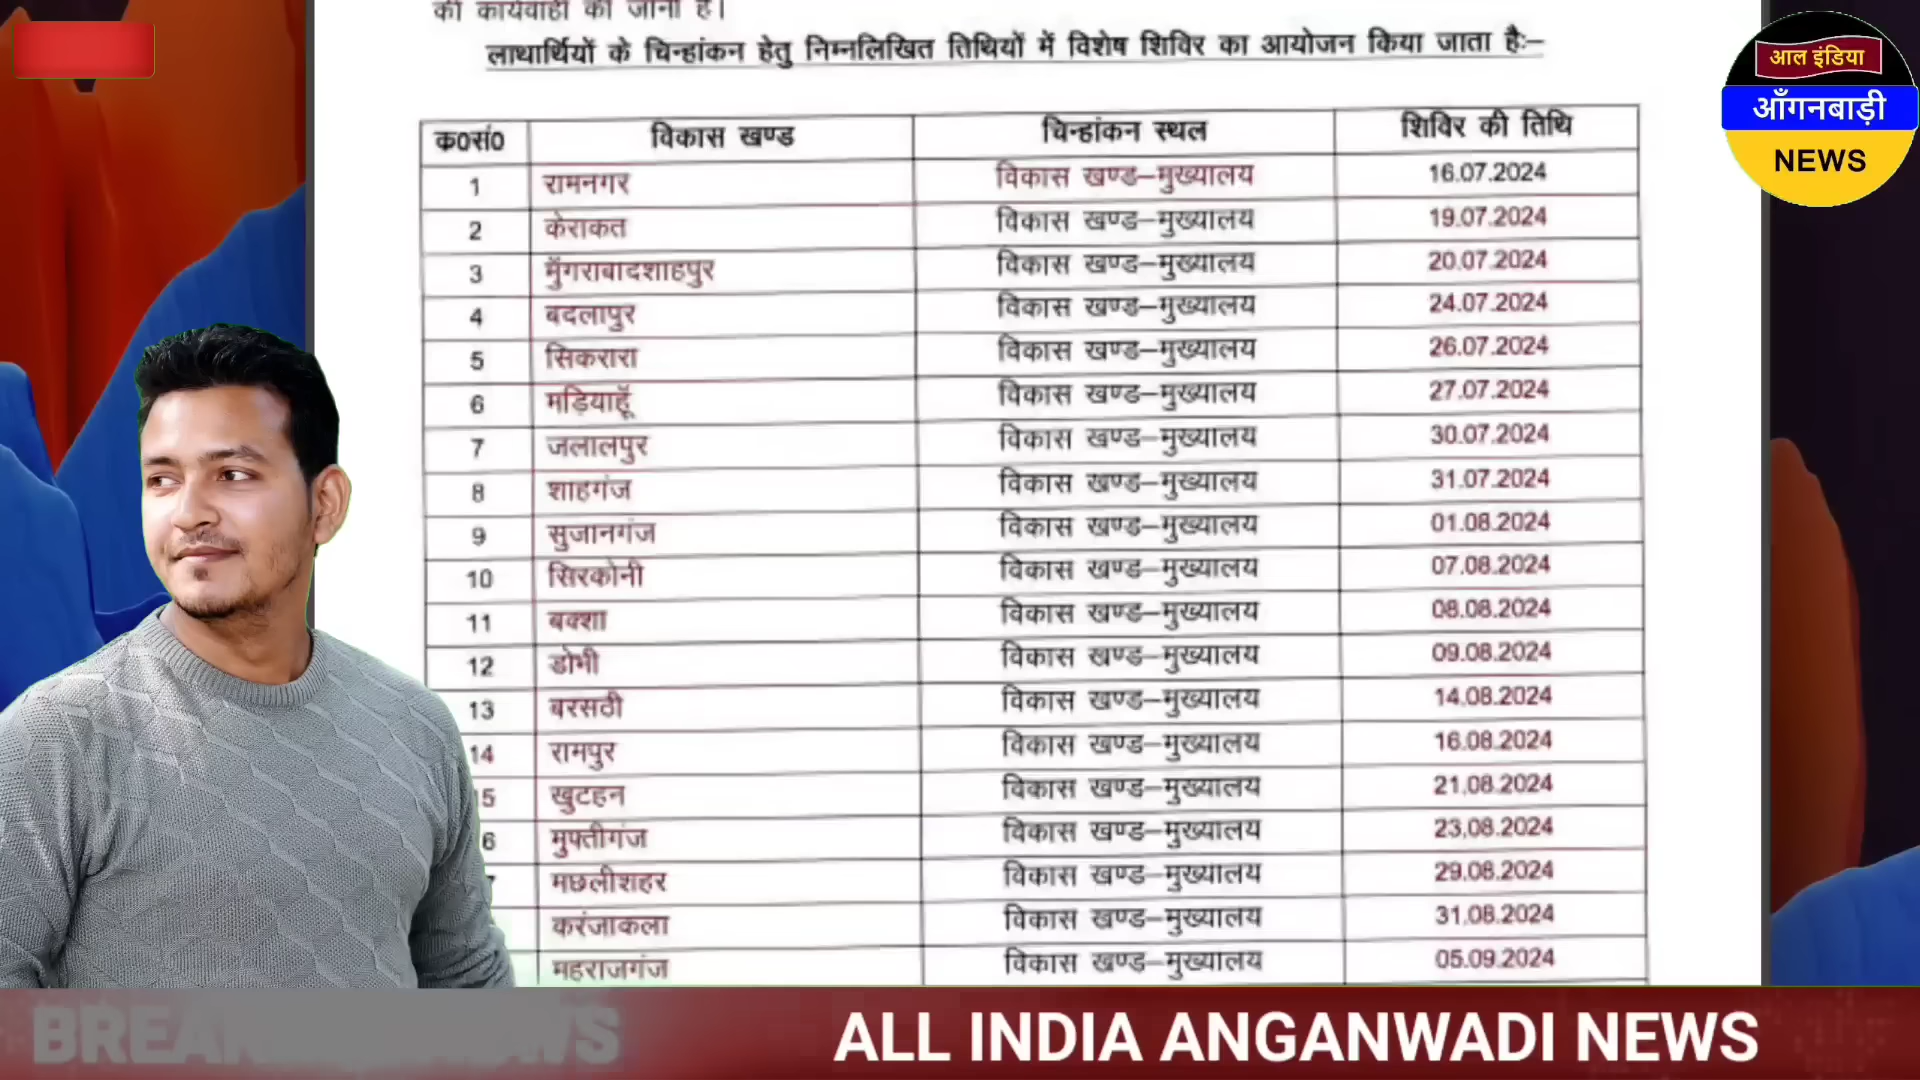 की कार्यवाही की जानी है।
लाथार्थियों के चिन्हांकन हेतु निम्नलिखित तिथियों में विशेष शिविर का आयोजन किया जाता हैः–
आल इंडिया
आँगनबाड़ी
NEWS
क0सं0 विकास खण्ड चिन्हांकन स्थल शिविर की तिथि
1 रामनगर विकास खण्ड–मुख्यालय 16.07.2024
2 केराकत विकास खण्ड–मुख्यालय 19.07.2024
3 मुँगराबादशाहपुर विकास खण्ड–मुख्यालय 20.07.2024
4 बदलापुर विकास खण्ड–मुख्यालय 24.07.2024
5 सिकरारा विकास खण्ड–मुख्यालय 26.07.2024
6 मड़ियाहूँ विकास खण्ड–मुख्यालय 27.07.2024
7 जलालपुर विकास खण्ड–मुख्यालय 30.07.2024
8 शाहगंज विकास खण्ड–मुख्यालय 31.07.2024
9 सुजानगंज विकास खण्ड–मुख्यालय 01.08.2024
10 सिरकोनी विकास खण्ड–मुख्यालय 07.08.2024
11 बक्शा विकास खण्ड–मुख्यालय 08.08.2024
12 डोभी विकास खण्ड–मुख्यालय 09.08.2024
13 बरसठी विकास खण्ड–मुख्यालय 14.08.2024
14 रामपुर विकास खण्ड–मुख्यालय 16.08.2024
5 खुटहन विकास खण्ड–मुख्यालय 21.08.2024
6 मुफ्तीगंज विकास खण्ड–मुख्यालय 23.08.2024
मछलीशहर विकास खण्ड–मुख्यालय 29.08.2024
करंजाकला विकास खण्ड–मुख्यालय 31.08.2024
महराजगंज विकास खण्ड–मुख्यालय 05.09.2024
ALL INDIA ANGANWADI NEWS